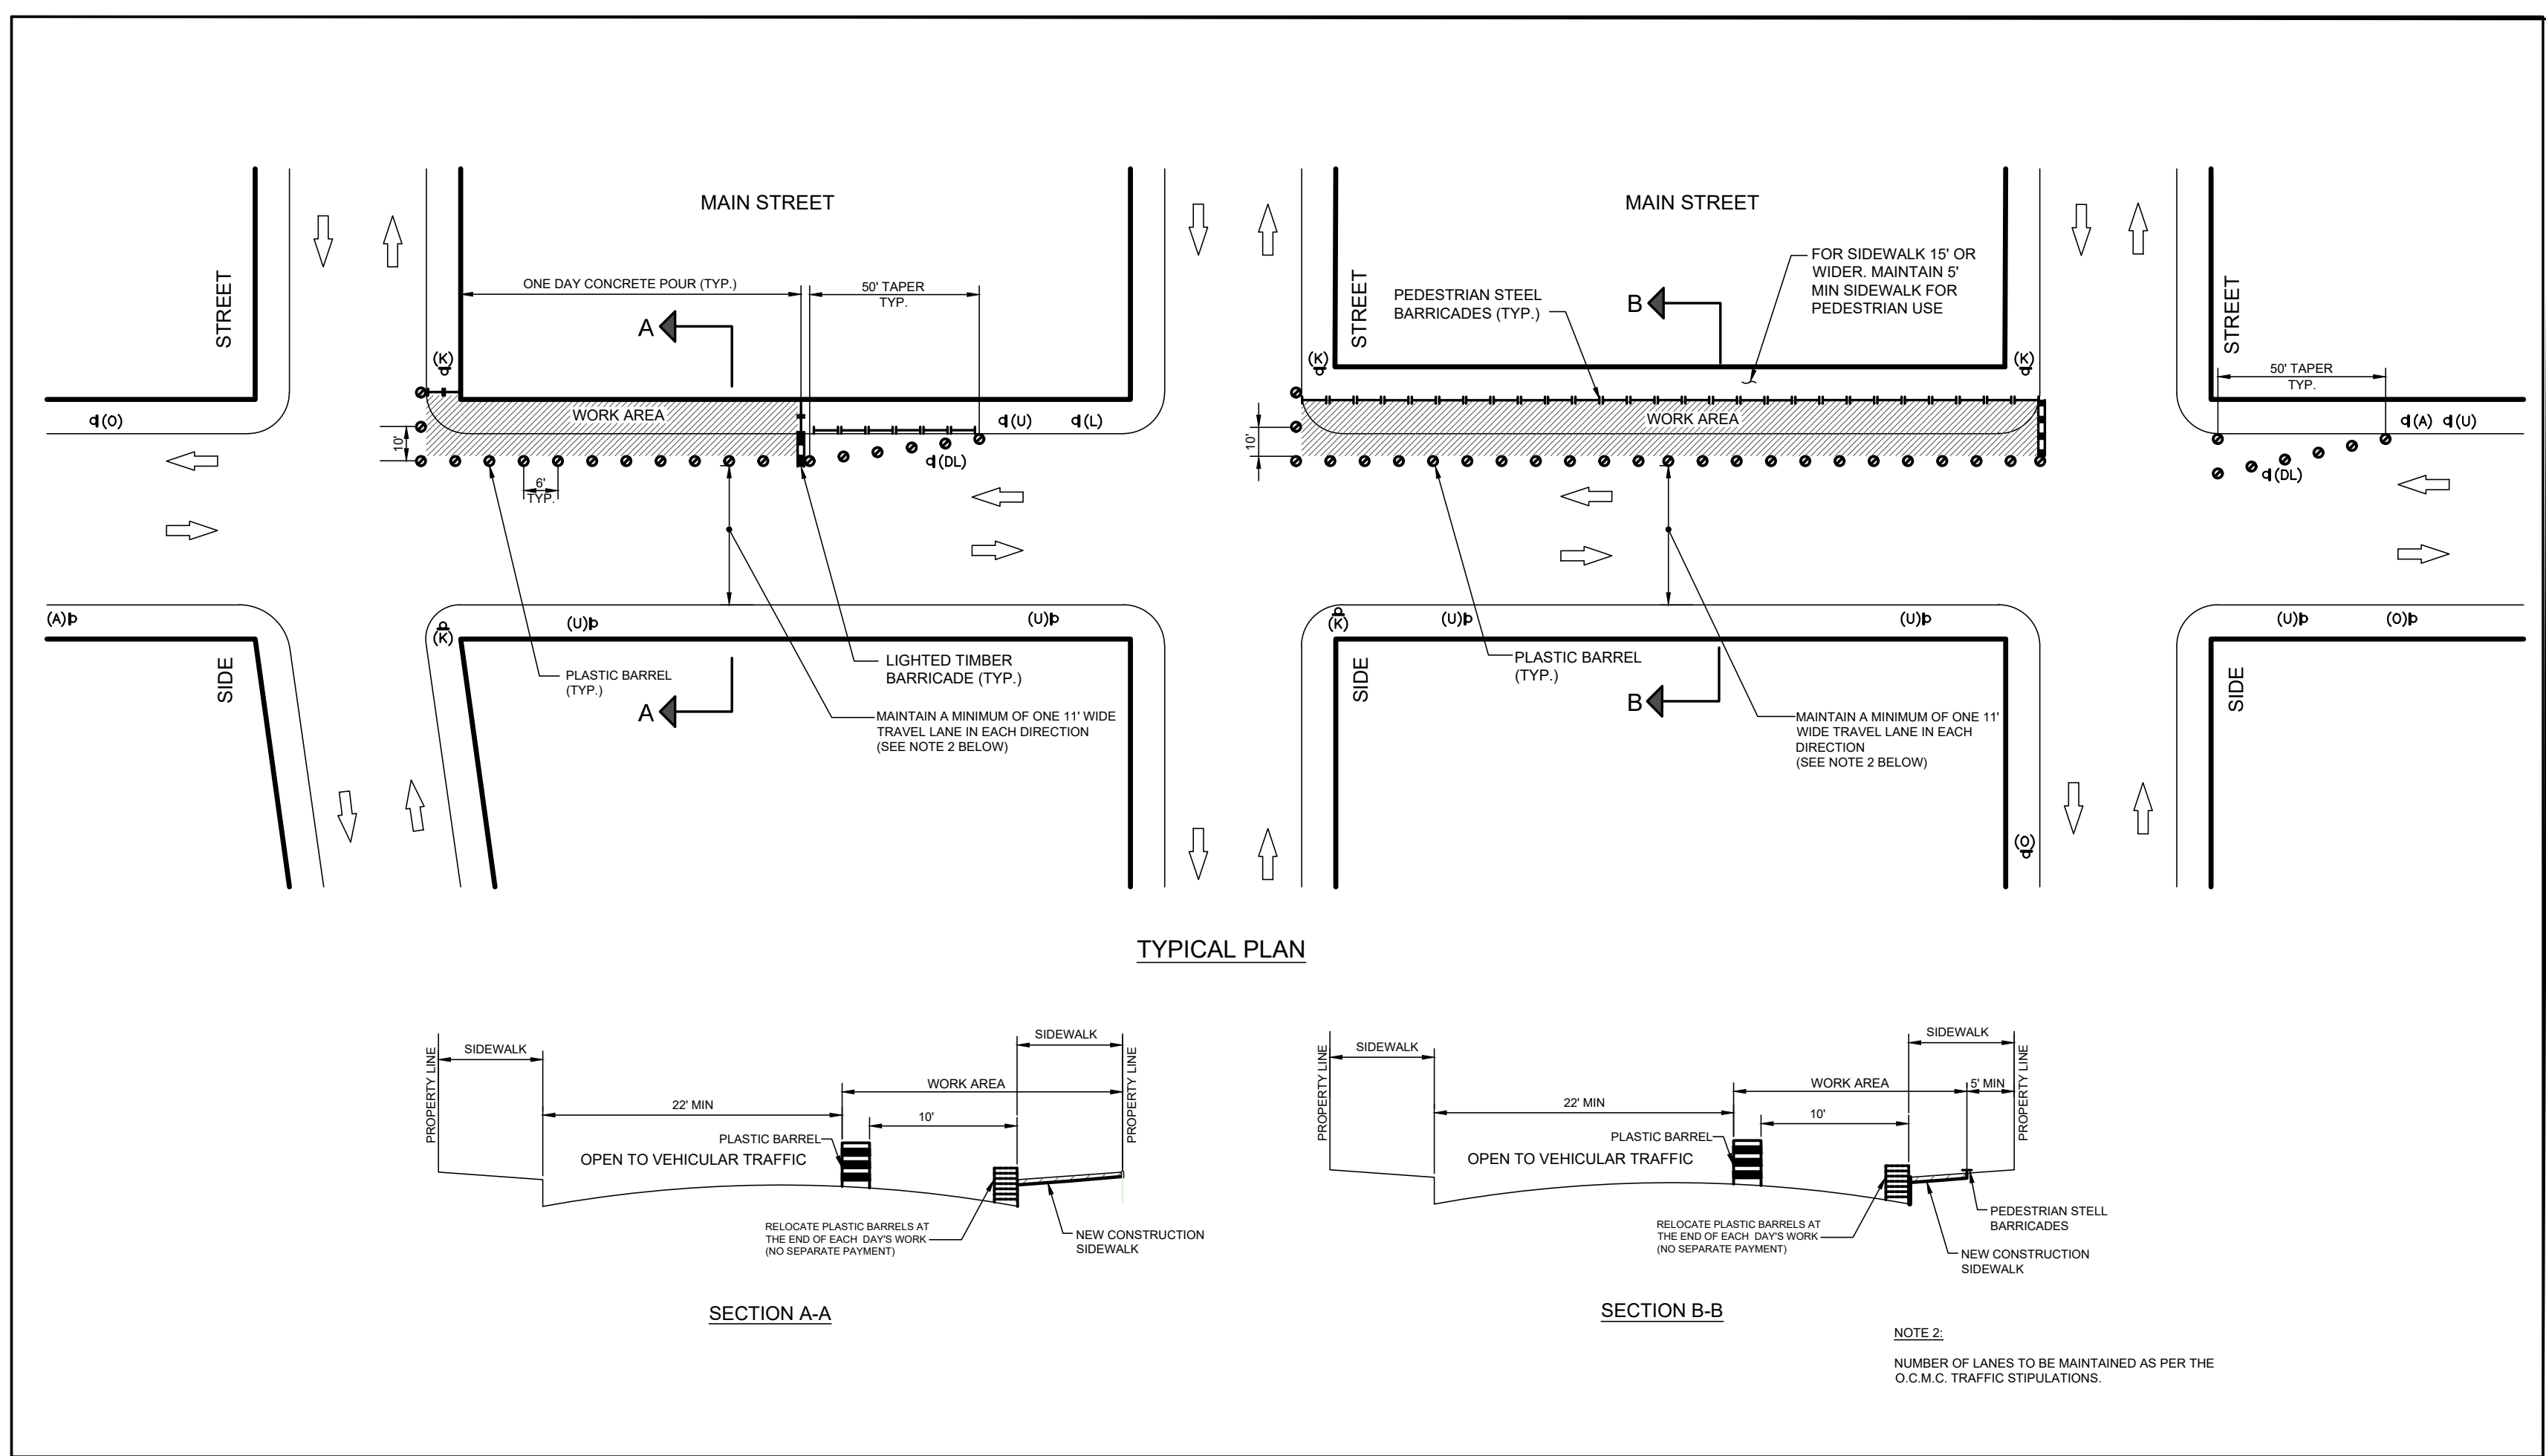 MAIN STREET
MAIN STREET
STREET
ONE DAY CONCRETE POUR (TYP.)
50' TAPER
TYP.
A
(K)
WORK AREA
(O)
10'
6'
TYP.
(U)
(L)
(DL)
STREET
PEDESTRIAN STEEL
BARRICADES (TYP.)
B
FOR SIDEWALK 15' OR
WIDER. MAINTAIN 5'
MIN SIDEWALK FOR
PEDESTRIAN USE
(K)
(K)
WORK AREA
10'
STREET
50' TAPER
TYP.
(A)
(U)
(DL)
(A)
(K)
(U)
(U)
SIDE
PLASTIC BARREL
(TYP.)
A
LIGHTED TIMBER
BARRICADE (TYP.)
MAINTAIN A MINIMUM OF ONE 11' WIDE
TRAVEL LANE IN EACH DIRECTION
(SEE NOTE 2 BELOW)
(K)
(U)
(U)
SIDE
PLASTIC BARREL
(TYP.)
B
MAINTAIN A MINIMUM OF ONE 11'
WIDE TRAVEL LANE IN EACH
DIRECTION
(SEE NOTE 2 BELOW)
(O)
(U)
(O)
SIDE
TYPICAL PLAN
PROPERTY LINE
SIDEWALK
SIDEWALK
WORK AREA
22' MIN
10'
PLASTIC BARREL
OPEN TO VEHICULAR TRAFFIC
PROPERTY LINE
RELOCATE PLASTIC BARRELS AT
THE END OF EACH DAY'S WORK
(NO SEPARATE PAYMENT)
NEW CONSTRUCTION
SIDEWALK
SECTION A-A
PROPERTY LINE
SIDEWALK
SIDEWALK
WORK AREA
5' MIN
22' MIN
10'
PLASTIC BARREL
OPEN TO VEHICULAR TRAFFIC
PROPERTY LINE
RELOCATE PLASTIC BARRELS AT
THE END OF EACH DAY'S WORK
(NO SEPARATE PAYMENT)
PEDESTRIAN STELL
BARRICADES
NEW CONSTRUCTION
SIDEWALK
SECTION B-B
NOTE 2:
NUMBER OF LANES TO BE MAINTAINED AS PER THE
O.C.M.C. TRAFFIC STIPULATIONS.